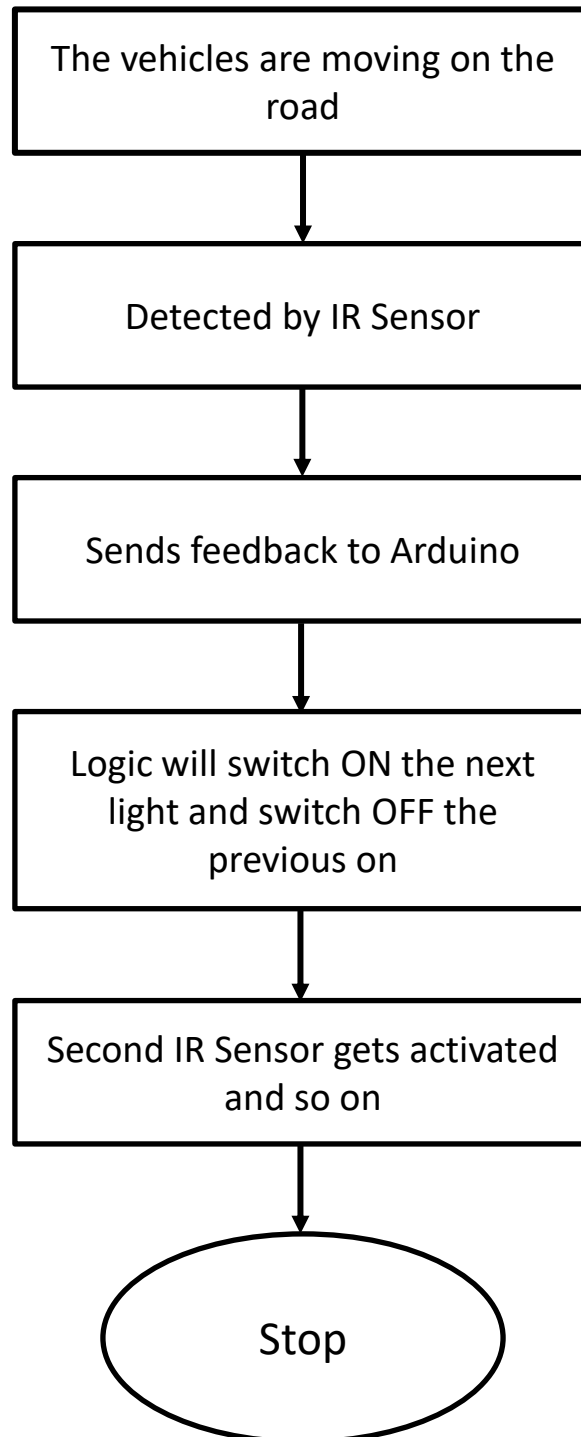 The vehicles are moving on the
road
Detected by IR Sensor
Sends feedback to Arduino
Logic will switch ON the next
light and switch OFF the
previous on
Second IR Sensor gets activated
and so on
Stop